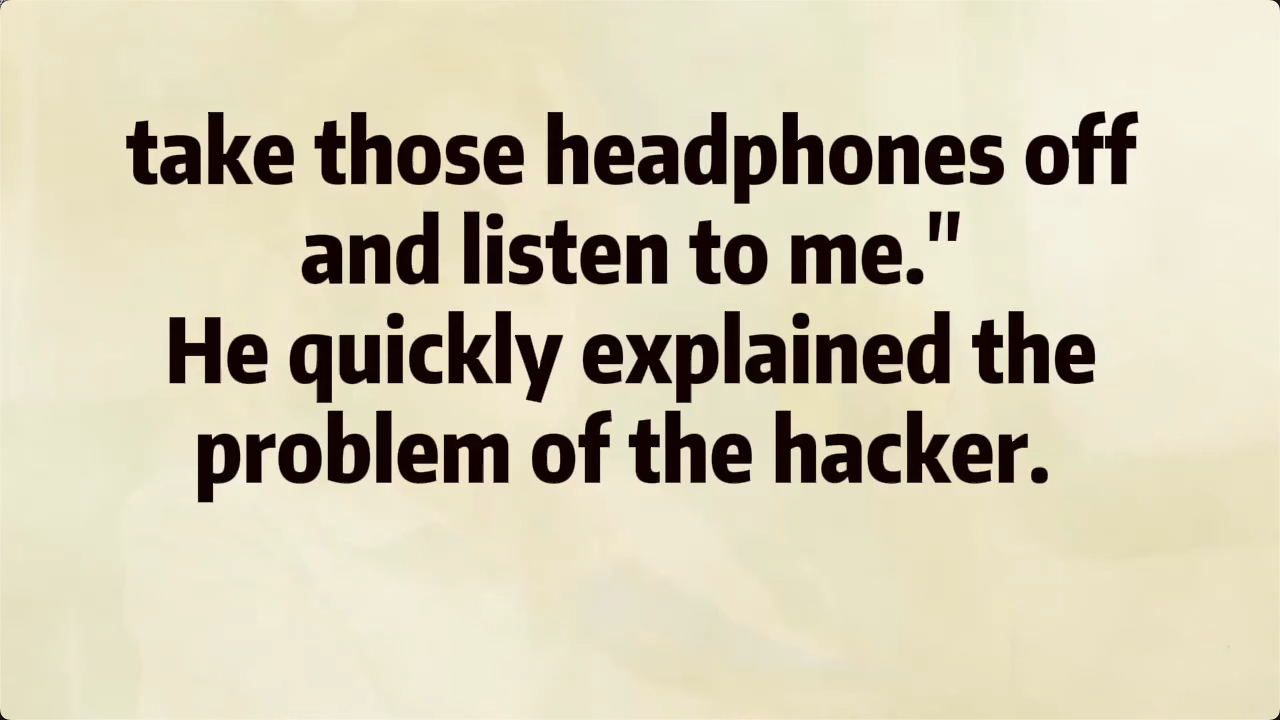 take those headphones off
and listen to me."
He quickly explained the
problem of the hacker.